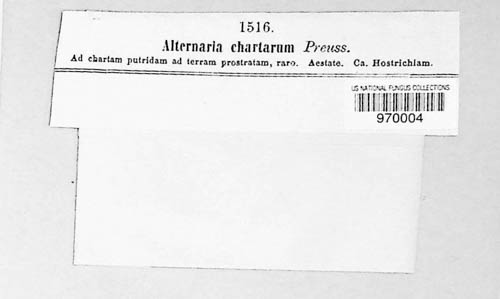 1516.
Alternaria chartarum Preuss.
Ad chartam putridam ad terram prostratam, raro. Aestate. Ca. Hostrichiam.
US NATIONAL FUNGUS COLLECTIONS
970004